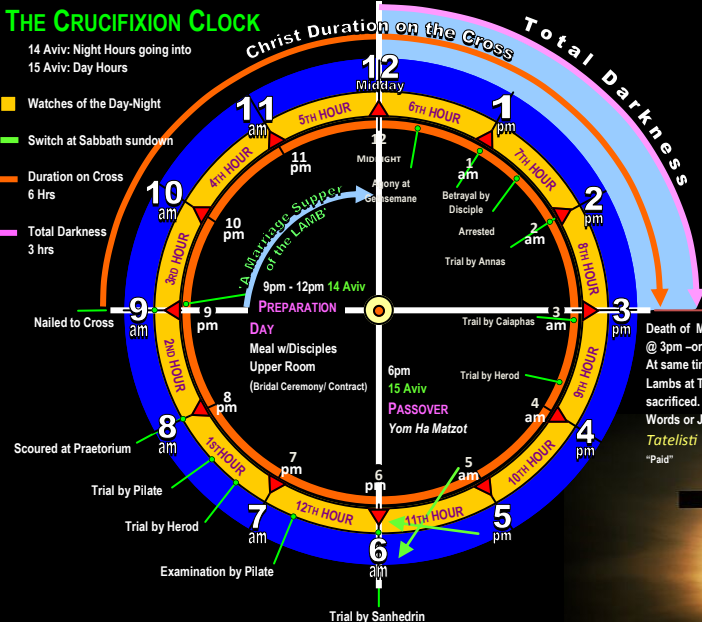 THE CRUCIFIXION CLOCK
14 Aviv: Night Hours going into
15 Aviv: Day Hours
Watches of the Day-Night
Switch at Sabbath sundown
Duration on Cross
6 Hrs
Total Darkness
3 hrs
Christ Duration on the Cross
Total Darkness
12
Midday
1
pm
2
pm
3
pm
4
pm
5
pm
6
am
7
am
8
am
9
am
10
am
11
am
5TH HOUR
6TH HOUR
7TH HOUR
8TH HOUR
9TH HOUR
10TH HOUR
11TH HOUR
12TH HOUR
1STHOUR
2ND HOUR
3RD HOUR
4TH HOUR
12
MIDNIGHT
1
am
2
am
3
am
4
am
5
am
6
pm
7
pm
8
pm
9
pm
10
pm
11
pm
Agony at
Gethsemane
Betrayal by
Disciple
Arrested
Trial by Annas
Trail by Caiaphas
Trial by Herod
'A Marriage Supper
of the LAMB'
9pm - 12pm 14 Aviv
PREPARATION
DAY
Meal w/Disciples
Upper Room
(Bridal Ceremony/ Contract)
6pm
15 Aviv
PASSOVER
Yom Ha Matzot
Nailed to Cross
Scoured at Praetorium
Trial by Pilate
Trial by Herod
Examination by Pilate
Trial by Sanhedrin
Death of
@ 3pm –
At same
Lambs at
sacrificed.
Words or
Tatelisti
"Paid"